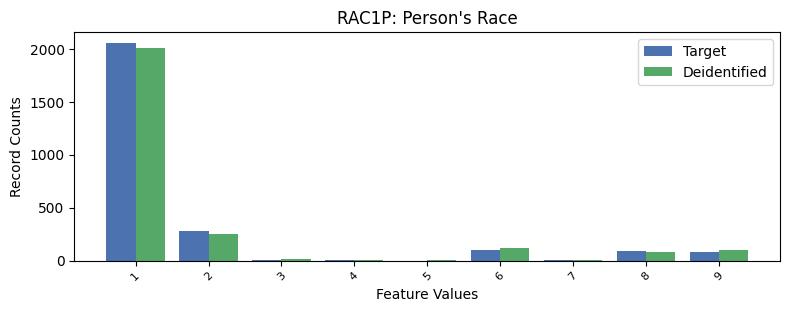 RAC1P: Person's Race
Target
Deidentified
Record Counts
2000
1500
1000
500
0
1 2 3 4 5 6 7 8 9
Feature Values